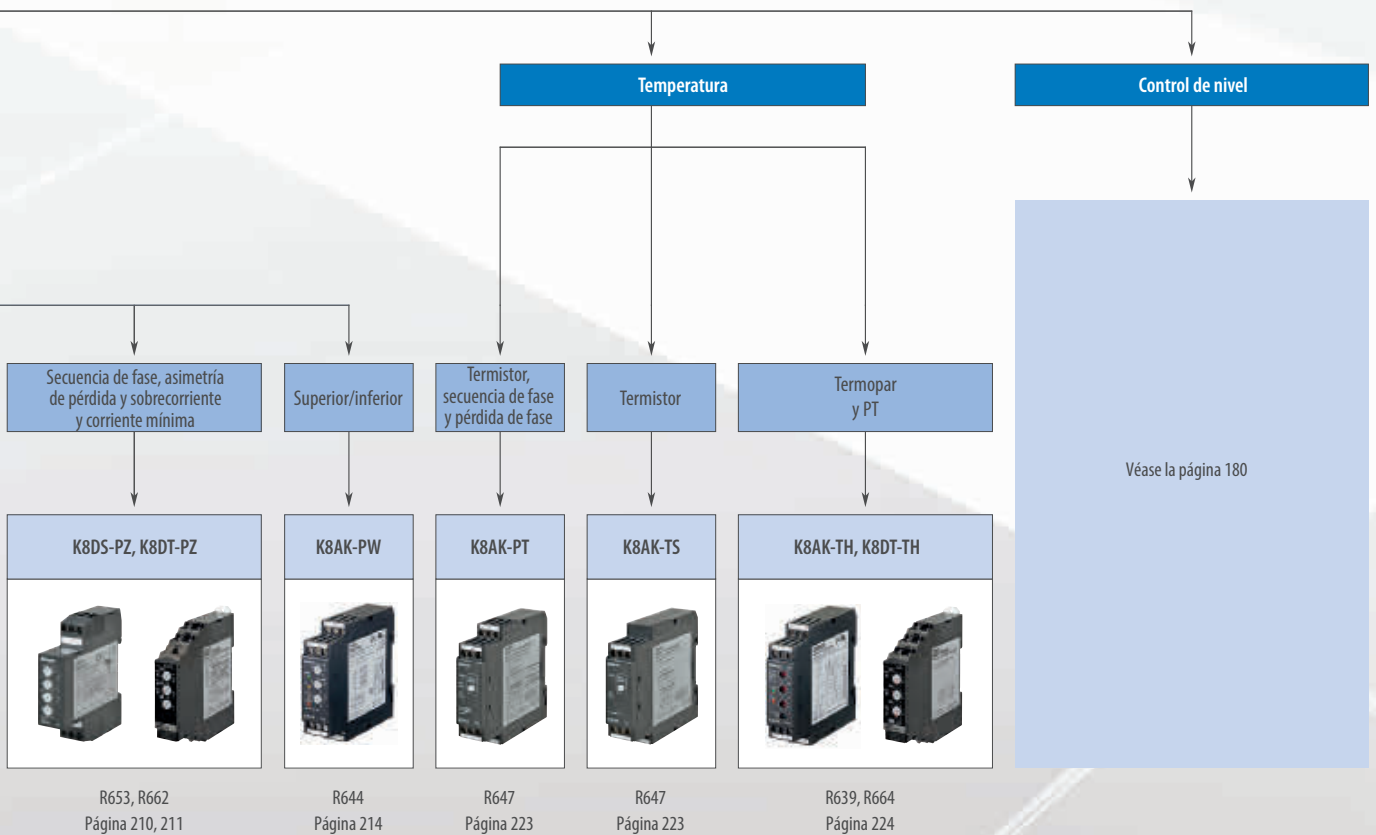 Temperatura
Control de nivel
Secuencia de fase, asimetría
de pérdida y sobrecorriente
y corriente mínima
Superior/inferior
Termistor,
secuencia de fase
y pérdida de fase
Termistor
Termopar
y PT
Véase la página 180
K8DS-PZ, K8DT-PZ
K8AK-PW
K8AK-PT
K8AK-TS
K8AK-TH, K8DT-TH
R653, R662
Página 210, 211
R644
Página 214
R647
Página 223
R647
Página 223
R639, R664
Página 224